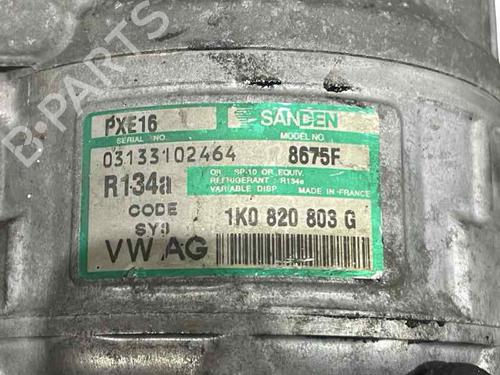 B-PARTS
PXE16 SANDEN
SERIAL NO. MODEL NO.
03133102464 8675F
R134a OIL SP-10 OR EQUIV.
REFRIGERANT : R134a
VARIABLE DISP MADE IN FRANCE
CODE 1K0 820 803 G
SY9
VW AG